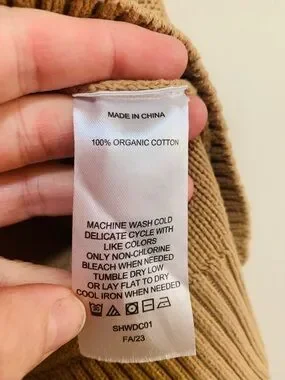 MADE IN CHINA
100% ORGANIC COTTON
MACHINE WASH COLD
DELICATE CYCLE WITH
LIKE COLORS
ONLY NON-CHLORINE
BLEACH WHEN NEEDED
TUMBLE DRY LOW
OR LAY FLAT TO DRY
COOL IRON WHEN NEEDED
SHWDC01
FA/23